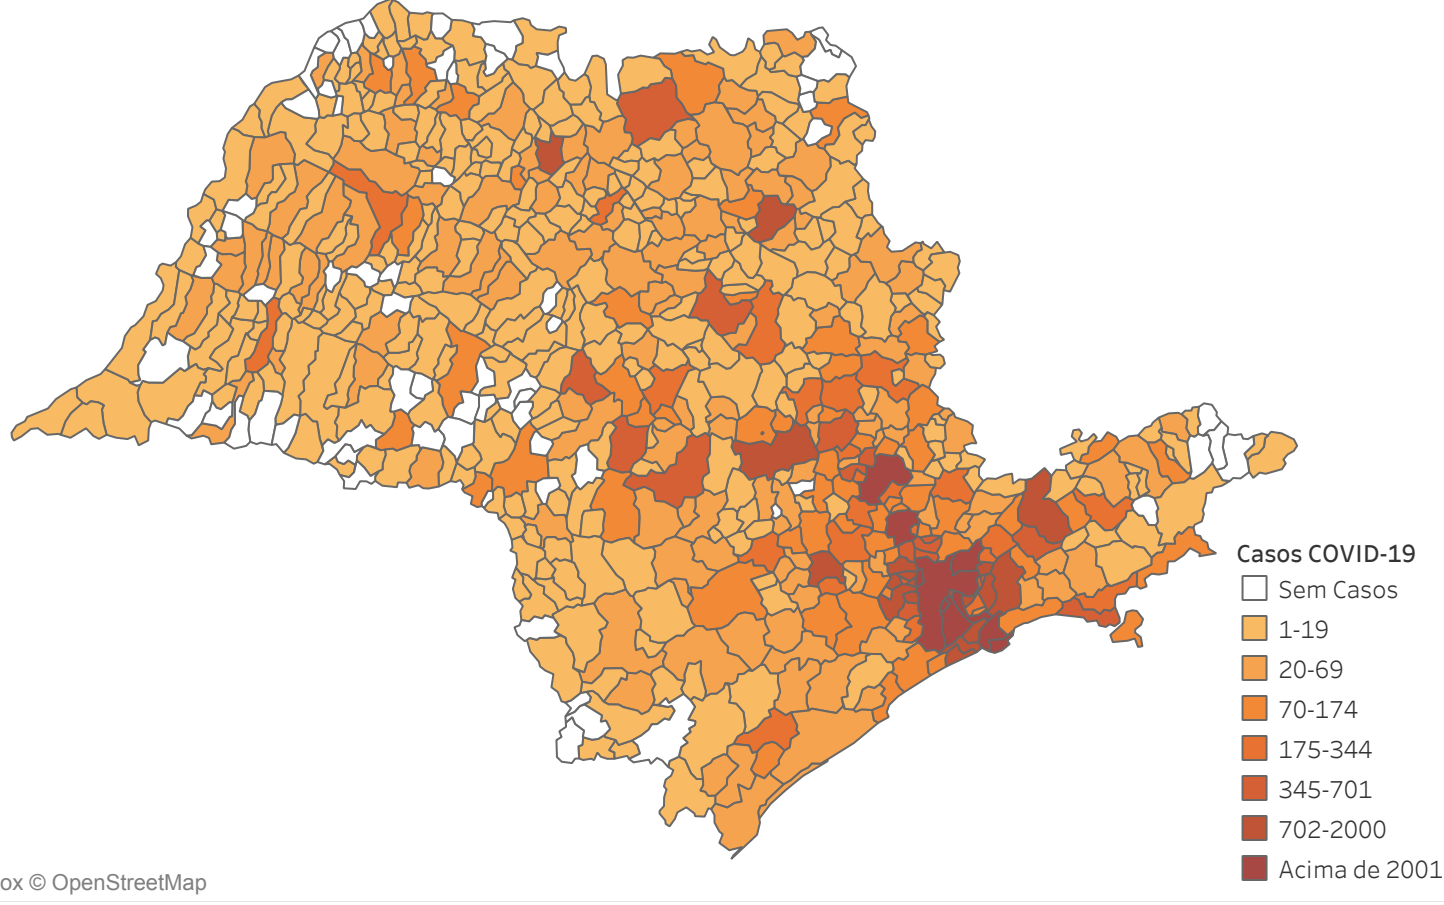 Casos COVID-19
Sem Casos
1-19
20-69
70-174
175-344
345-701
702-2000
Acima de 2001
ox © OpenStreetMap